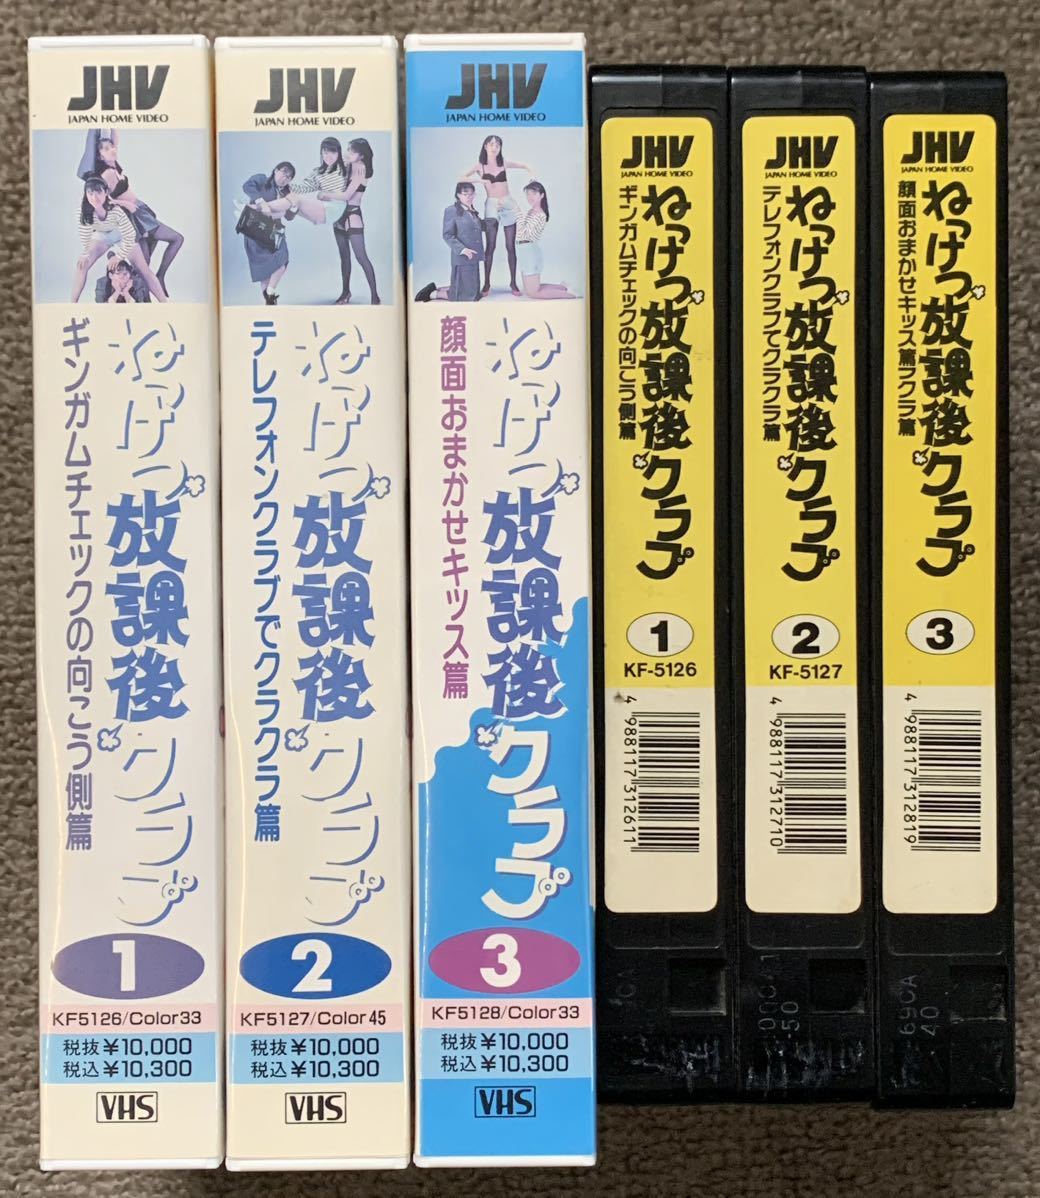 JHV
JAPAN HOME VIDEO
ねっけつ放課後クラブ
ギンガムチェックの向こう側篇
1
KF5126/Color33
税抜¥10,000
税込¥10,300
VHS
JHV
JAPAN HOME VIDEO
ねっけつ放課後クラブ
テレフォンクラブでクラクラ篇
2
KF5127/Color45
税抜¥10,000
税込¥10,300
VHS
JHV
JAPAN HOME VIDEO
ねっけつ放課後クラブ
顔面おまかせキッス篇
3
KF5128/Color33
税抜¥10,000
税込¥10,300
VHS
JHV
JAPAN HOME VIDEO
ねっけつ放課後クラブ
ギンガムチェックの向こう側篇
1
KF-5126
4 988117 312611
JHV
JAPAN HOME VIDEO
ねっけつ放課後クラブ
テレフォンクラブでクラクラ篇
2
KF-5127
4 988117 312710
50
JHV
JAPAN HOME VIDEO
ねっけつ放課後クラブ
顔面おまかせキッス篇ラクラ篇
3
4 988117 312819
69CA
40